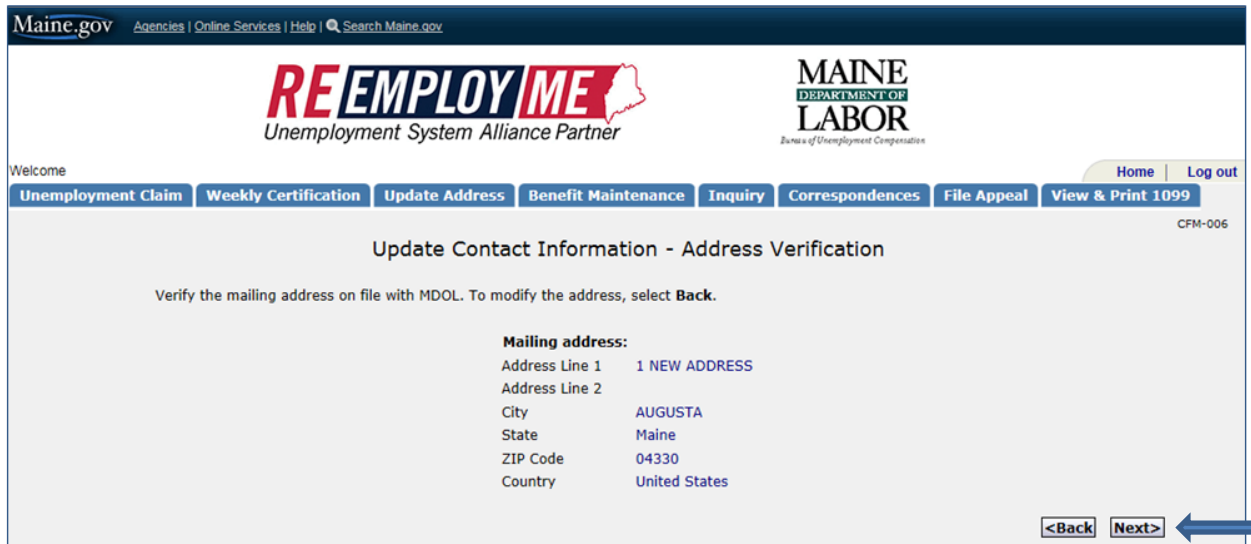 Maine.gov Agencies | Online Services | Help | Search Maine.gov
REEMPLOYME
Unemployment System Alliance Partner
MAINE
DEPARTMENT OF
LABOR
Bureau of Unemployment Compensation
Welcome
Home | Log out
Unemployment Claim Weekly Certification Update Address Benefit Maintenance Inquiry Correspondences File Appeal View & Print 1099
CFM-006
Update Contact Information - Address Verification
Verify the mailing address on file with MDOL. To modify the address, select Back.
Mailing address:
Address Line 1 1 NEW ADDRESS
Address Line 2
City AUGUSTA
State Maine
ZIP Code 04330
Country United States
<Back Next>